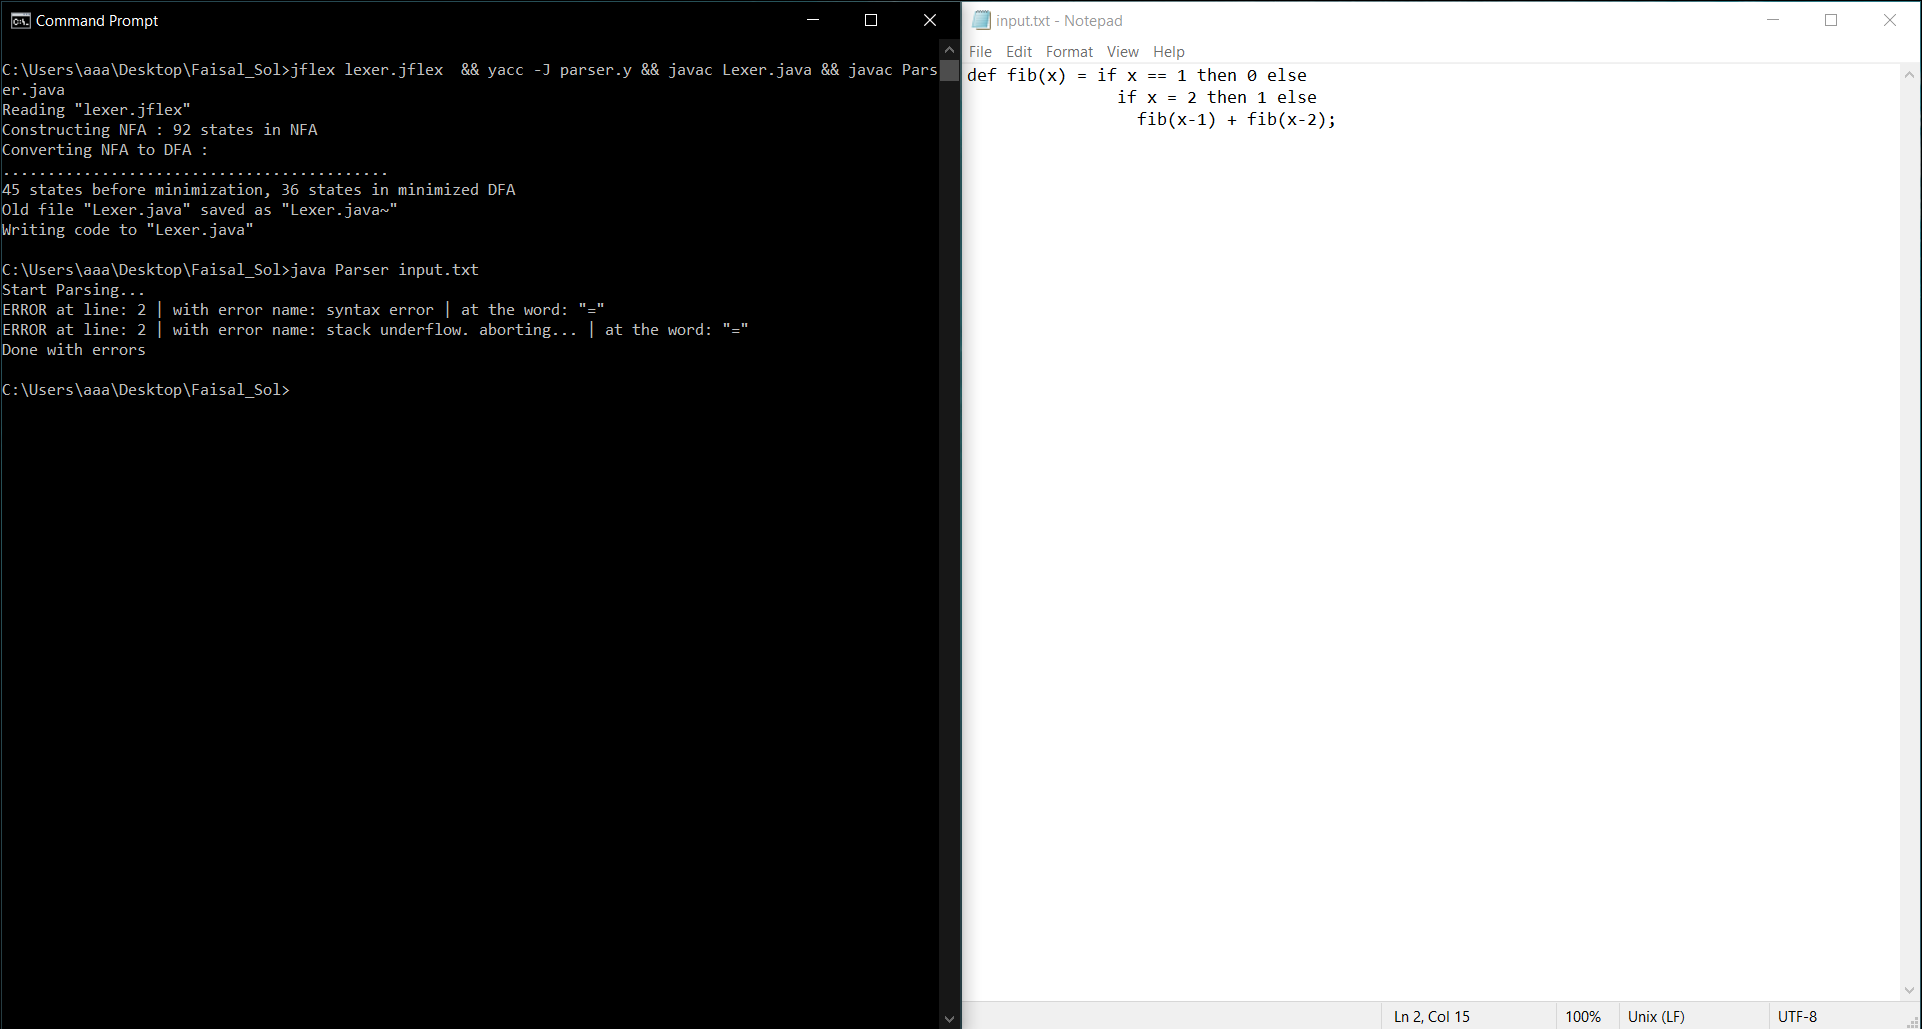 Command Prompt
C:\Users\aaa\Desktop\Faisal_Sol>jflex lexer.jflex  && yacc -J parser.y && javac Lexer.java && javac Pars
er.java
Reading "lexer.jflex"
Constructing NFA : 92 states in NFA
Converting NFA to DFA :
...........................................
45 states before minimization, 36 states in minimized DFA
Old file "Lexer.java" saved as "Lexer.java~"
Writing code to "Lexer.java"
C:\Users\aaa\Desktop\Faisal_Sol>java Parser input.txt
Start Parsing...
ERROR at line: 2 | with error name: syntax error | at the word: "="
ERROR at line: 2 | with error name: stack underflow. aborting... | at the word: "="
Done with errors
C:\Users\aaa\Desktop\Faisal_Sol>
input.txt - Notepad
File Edit Format View Help
def fib(x) = if x == 1 then 0 else
               if x = 2 then 1 else
                 fib(x-1) + fib(x-2);
Ln 2, Col 15 100% Unix (LF) UTF-8